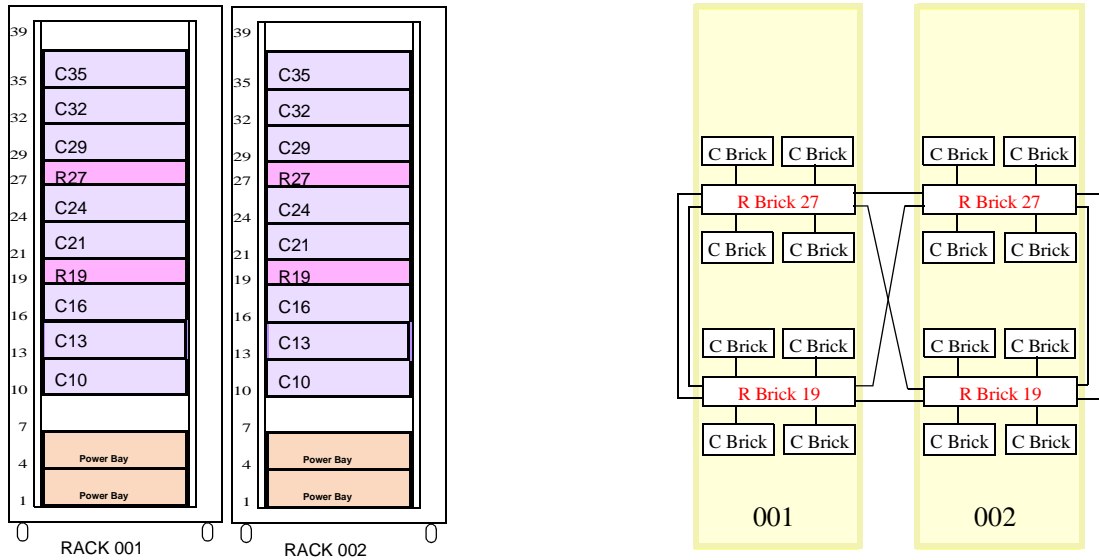 39
35
32
29
27
24
21
19
16
13
10
7
4
1
C35
C32
C29
R27
C24
C21
R19
C16
C13
C10
Power Bay
Power Bay
RACK 001
39
35
32
29
27
24
21
19
16
13
10
7
4
1
C35
C32
C29
R27
C24
C21
R19
C16
C13
C10
Power Bay
Power Bay
RACK 002
C Brick
C Brick
R Brick 27
C Brick
C Brick
C Brick
C Brick
R Brick 19
C Brick
C Brick
001
C Brick
C Brick
R Brick 27
C Brick
C Brick
C Brick
C Brick
R Brick 19
C Brick
C Brick
002